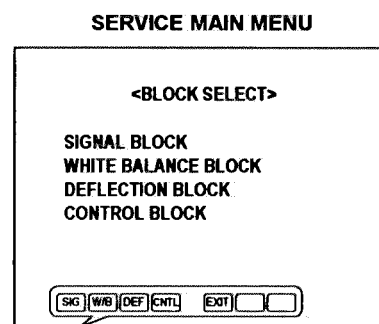 SERVICE MAIN MENU
<BLOCK SELECT>
SIGNAL BLOCK
WHITE BALANCE BLOCK
DEFLECTION BLOCK
CONTROL BLOCK
SIG W/B DEF CNTL EXIT